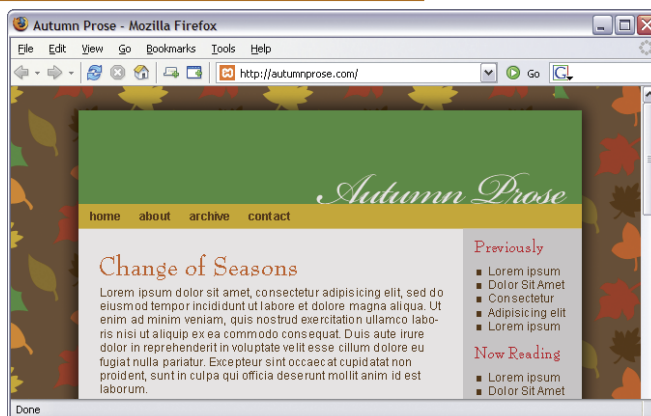 Autumn Prose - Mozilla Firefox
File Edit View Go Bookmarks Tools Help
http://autumnprose.com/ Go G
Autumn Prose
home about archive contact
Change of Seasons
Lorem ipsum dolor sit amet, consectetur adipisicing elit, sed do
eiusmod tempor incididunt ut labore et dolore magna aliqua. Ut
enim ad minim veniam, quis nostrud exercitation ullamco labo-
ris nisi ut aliquip ex ea commodo consequat. Duis aute irure
dolor in reprehenderit in voluptate velit esse cillum dolore eu
fugiat nulla pariatur. Excepteur sint occaecat cupidatat non
proident, sunt in culpa qui officia deserunt mollit anim id est
laborum.
Previously
Lorem ipsum
Dolor Sit Amet
Consectetur
Adipisicing elit
Lorem ipsum
Now Reading
Lorem ipsum
Dolor Sit Amet
Done